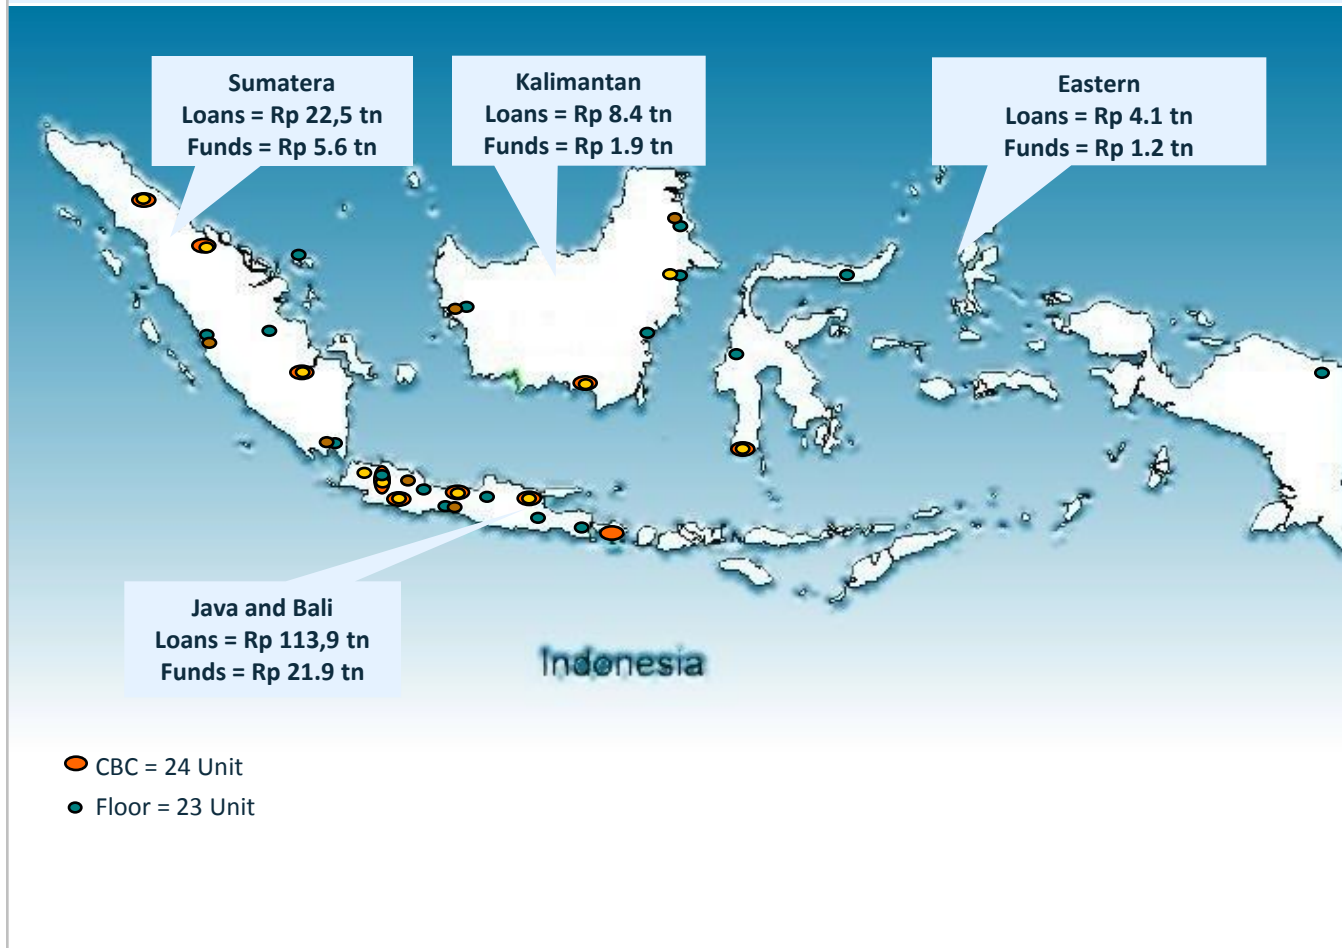 Sumatera
Loans = Rp 22,5 tn
Funds = Rp 5.6 tn
Kalimantan
Loans = Rp 8.4 tn
Funds = Rp 1.9 tn
Eastern
Loans = Rp 4.1 tn
Funds = Rp 1.2 tn
Java and Bali
Loans = Rp 113,9 tn
Funds = Rp 21.9 tn
Indonesia
CBC = 24 Unit
Floor = 23 Unit